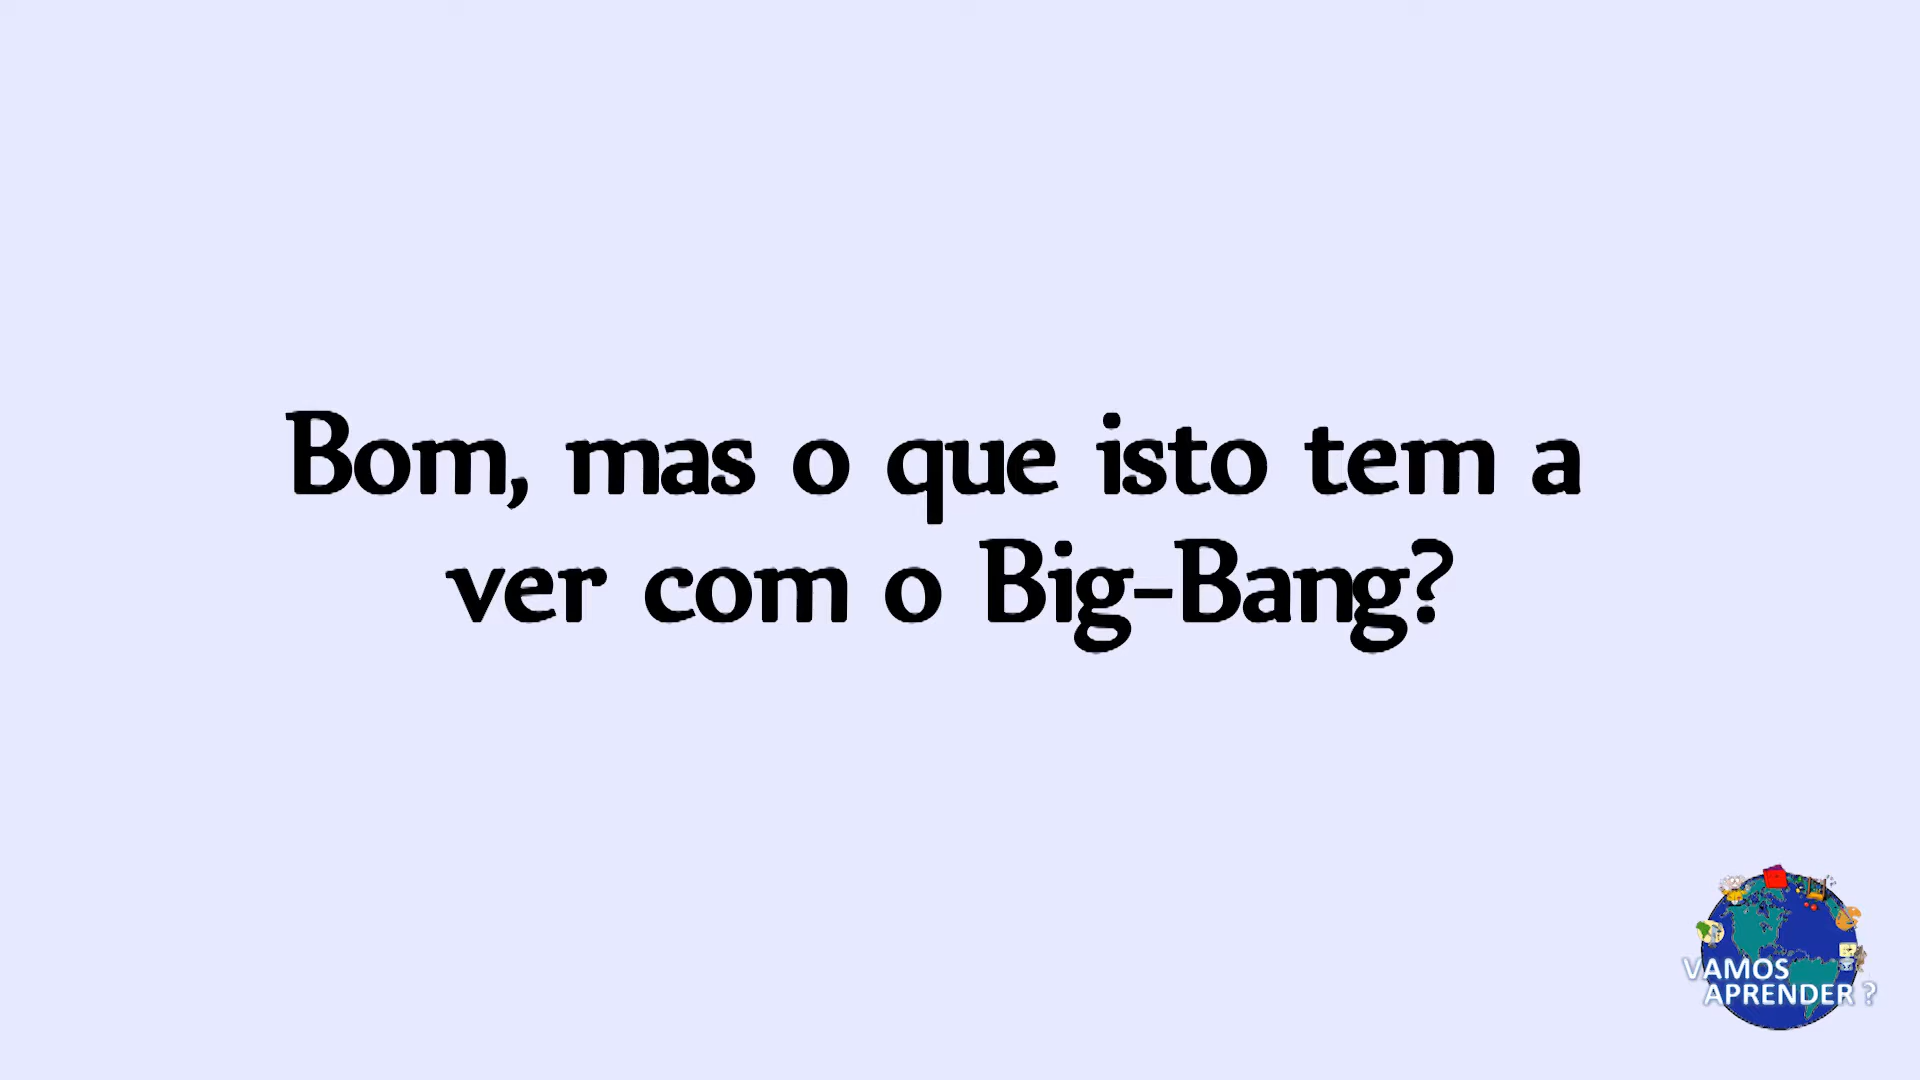 Bom, mas o que isto tem a
ver com o Big-Bang?
VAMOS
APRENDER ?